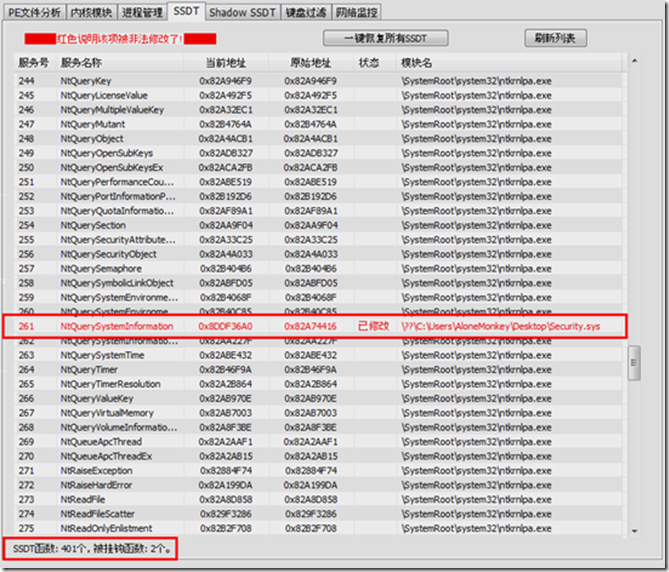 PE文件分析 内核模块 进程管理 SSDT Shadow SSDT 键盘过滤 网络监控
红色说明该项被非法修改了! 一键恢复所有SSDT 刷新列表
服务号 服务名称 当前地址 原始地址 状态 模块名
244 NtQueryKey 0x82A946F9 0x82A946F9 \SystemRoot\system32\ntkrnlpa.exe
245 NtQueryLicenseValue 0x82A492F5 0x82A492F5 \SystemRoot\system32\ntkrnlpa.exe
246 NtQueryMultipleValueKey 0x82A32EC1 0x82A32EC1 \SystemRoot\system32\ntkrnlpa.exe
247 NtQueryMutant 0x82B4764A 0x82B4764A \SystemRoot\system32\ntkrnlpa.exe
248 NtQueryObject 0x82A4ACB1 0x82A4ACB1 \SystemRoot\system32\ntkrnlpa.exe
249 NtQueryOpenSubKeys 0x82ADB327 0x82ADB327 \SystemRoot\system32\ntkrnlpa.exe
250 NtQueryOpenSubKeysEx 0x82ACA2FB 0x82ACA2FB \SystemRoot\system32\ntkrnlpa.exe
251 NtQueryPerformanceCou... 0x82ABE519 0x82ABE519 \SystemRoot\system32\ntkrnlpa.exe
252 NtQueryPortInformationP... 0x82B192D6 0x82B192D6 \SystemRoot\system32\ntkrnlpa.exe
253 NtQueryQuotaInformatio... 0x82AF89A1 0x82AF89A1 \SystemRoot\system32\ntkrnlpa.exe
254 NtQuerySection 0x82AA9F04 0x82AA9F04 \SystemRoot\system32\ntkrnlpa.exe
255 NtQuerySecurityAttribute... 0x82A33C25 0x82A33C25 \SystemRoot\system32\ntkrnlpa.exe
256 NtQuerySecurityObject 0x82A4A033 0x82A4A033 \SystemRoot\system32\ntkrnlpa.exe
257 NtQuerySemaphore 0x82B404B6 0x82B404B6 \SystemRoot\system32\ntkrnlpa.exe
258 NtQuerySymbolicLinkObject 0x82ABFD05 0x82ABFD05 \SystemRoot\system32\ntkrnlpa.exe
259 NtQuerySystemEnvironme... 0x82B4068F 0x82B4068F \SystemRoot\system32\ntkrnlpa.exe
260 NtQuerySystemEnvironme... 0x82B40C85 0x82B40C85 \SystemRoot\system32\ntkrnlpa.exe
261 NtQuerySystemInformation 0x8DDF36A0 0x82A74416 已修改 \??\C:\Users\AloneMonkey\Desktop\Security.sys
262 NtQuerySystemInformatio... 0x82AA227F 0x82AA227F \SystemRoot\system32\ntkrnlpa.exe
263 NtQuerySystemTime 0x82ABE432 0x82ABE432 \SystemRoot\system32\ntkrnlpa.exe
264 NtQueryTimer 0x82B46F9A 0x82B46F9A \SystemRoot\system32\ntkrnlpa.exe
265 NtQueryTimerResolution 0x82A2B864 0x82A2B864 \SystemRoot\system32\ntkrnlpa.exe
266 NtQueryValueKey 0x82AB970E 0x82AB970E \SystemRoot\system32\ntkrnlpa.exe
267 NtQueryVirtualMemory 0x82AB7003 0x82AB7003 \SystemRoot\system32\ntkrnlpa.exe
268 NtQueryVolumeInformatio... 0x82A8F3BE 0x82A8F3BE \SystemRoot\system32\ntkrnlpa.exe
269 NtQueueApcThread 0x82A2AAF1 0x82A2AAF1 \SystemRoot\system32\ntkrnlpa.exe
270 NtQueueApcThreadEx 0x82A2AB15 0x82A2AB15 \SystemRoot\system32\ntkrnlpa.exe
271 NtRaiseException 0x82884F74 0x82884F74 \SystemRoot\system32\ntkrnlpa.exe
272 NtRaiseHardError 0x82A199DA 0x82A199DA \SystemRoot\system32\ntkrnlpa.exe
273 NtReadFile 0x82A8D858 0x82A8D858 \SystemRoot\system32\ntkrnlpa.exe
274 NtReadFileScatter 0x829F3286 0x829F3286 \SystemRoot\system32\ntkrnlpa.exe
275 NtReadOnlyEnlistment 0x82B2F708 0x82B2F708 \SystemRoot\system32\ntkrnlpa.exe
SSDT函数: 401个, 被挂钩函数: 2个。